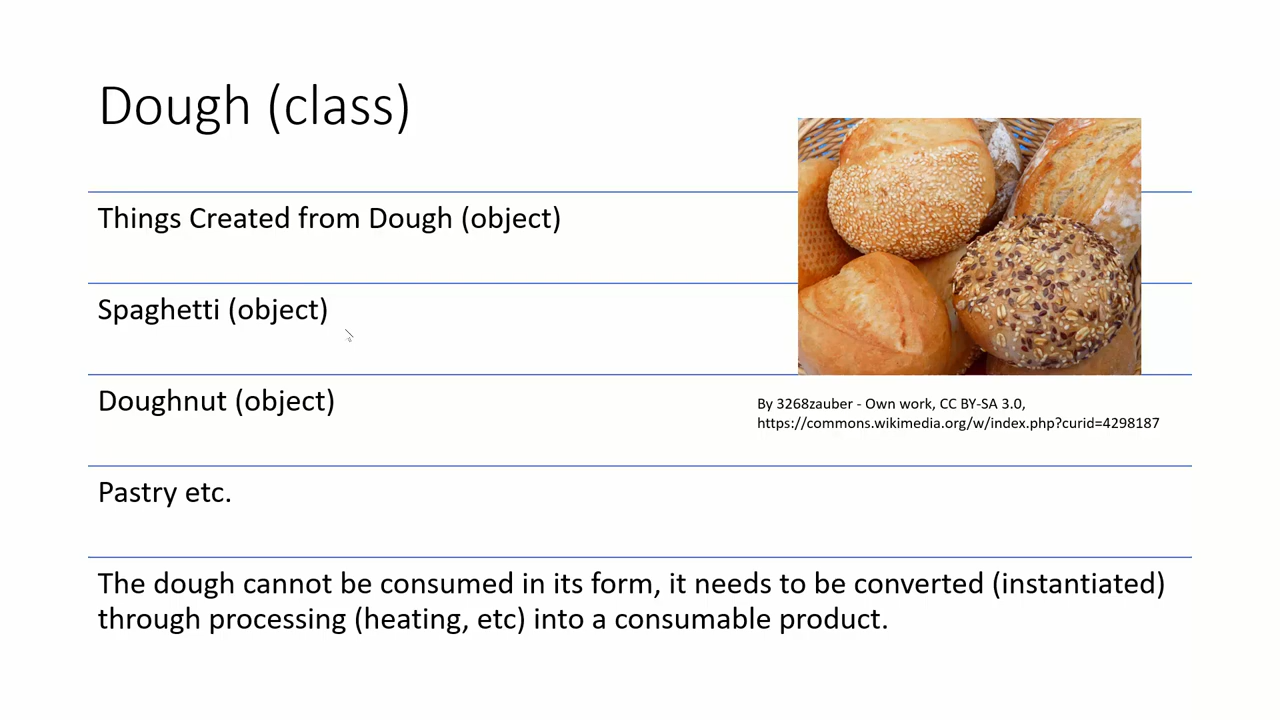 Dough (class)
Things Created from Dough (object)
Spaghetti (object)
Doughnut (object)
By 3268zauber - Own work, CC BY-SA 3.0,
https://commons.wikimedia.org/w/index.php?curid=4298187
Pastry etc.
The dough cannot be consumed in its form, it needs to be converted (instantiated)
through processing (heating, etc) into a consumable product.